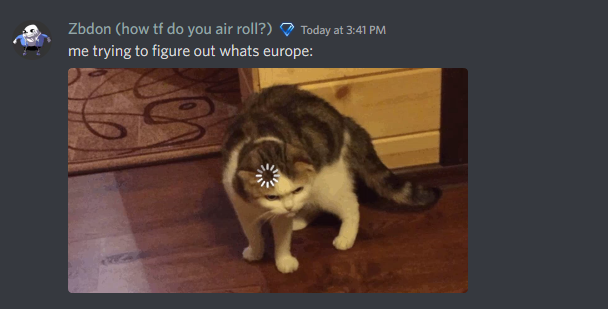 Zbdon (how tf do you air roll?) Today at 3:41 PM
me trying to figure out whats europe: